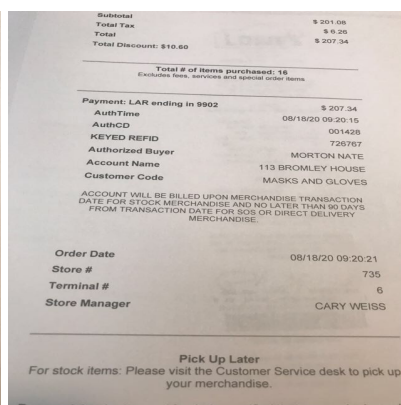 Subtotal $ 201.08
Total Tax $ 6.26
Total $ 207.34
Total Discount: $10.60
Total # of items purchased: 16
Excludes fees, services and special order items
Payment: LAR ending in 9902 $ 207.34
AuthTime 08/18/20 09:20:15
AuthCD 001428
KEYED REFID 726767
Authorized Buyer MORTON NATE
Account Name 113 BROMLEY HOUSE
Customer Code MASKS AND GLOVES
ACCOUNT WILL BE BILLED UPON MERCHANDISE TRANSACTION
DATE FOR STOCK MERCHANDISE AND NO LATER THAN 90 DAYS
FROM TRANSACTION DATE FOR SOS OR DIRECT DELIVERY
MERCHANDISE.
Order Date 08/18/20 09:20:21
Store # 735
Terminal # 6
Store Manager CARY WEISS
Pick Up Later
For stock items: Please visit the Customer Service desk to pick up
your merchandise.